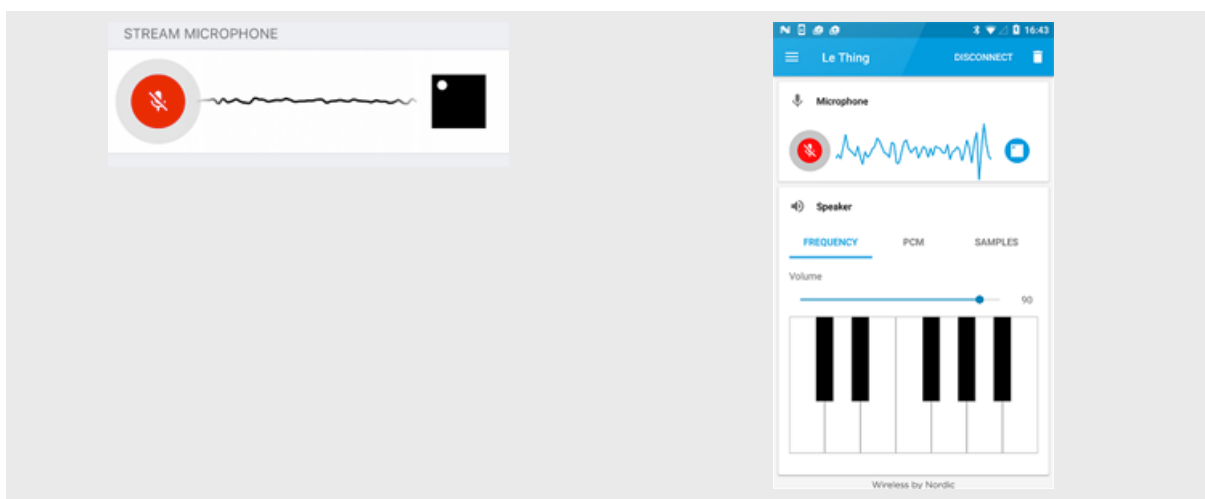 STREAM MICROPHONE
16:43
Le Thing
DISCONNECT
Microphone
Speaker
FREQUENCY
PCM
SAMPLES
Volume
90
Wireless by Nordic